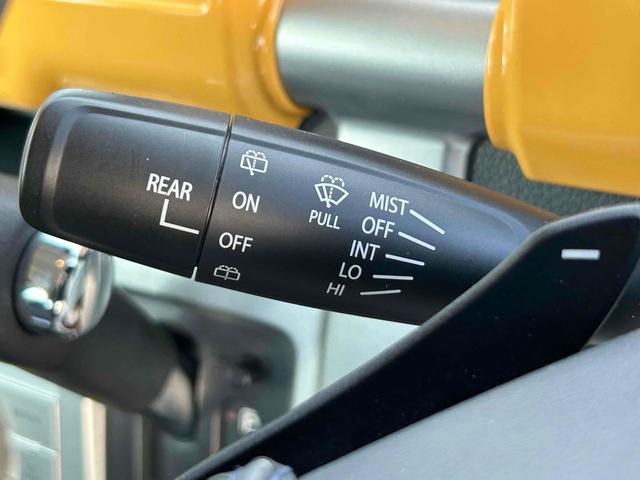 REAR
ON
OFF
PULL
MIST
OFF
INT
LO
HI